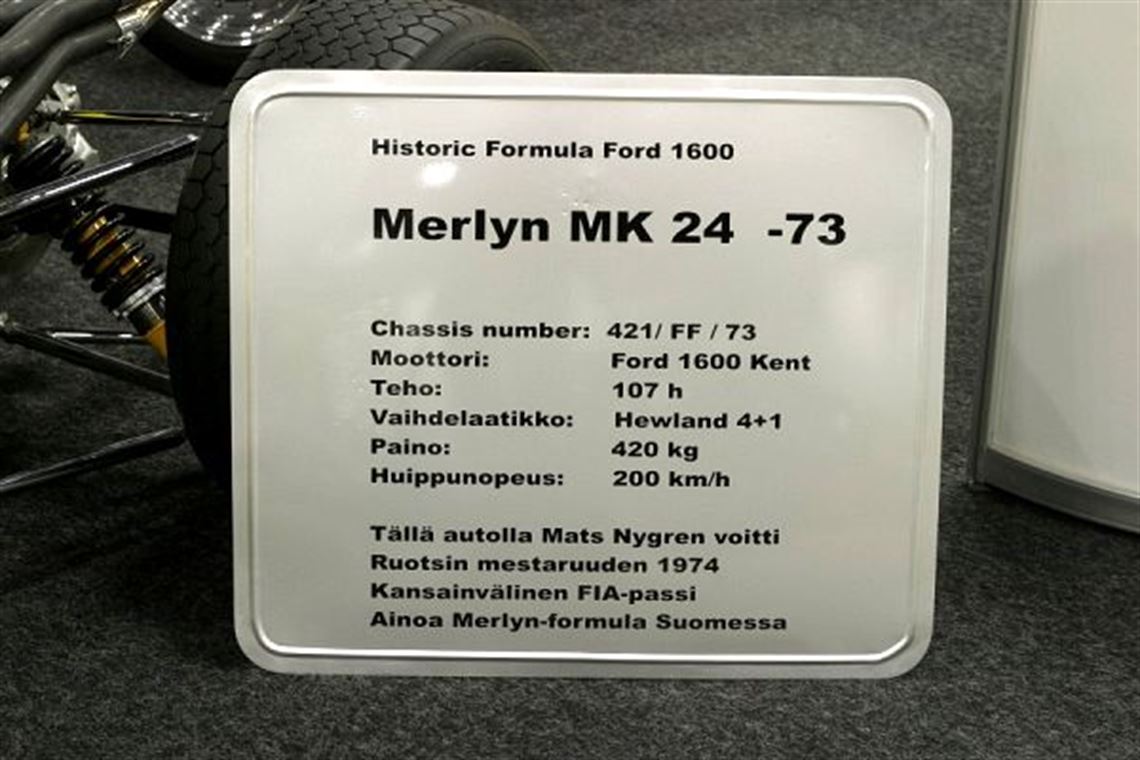 Historic Formula Ford 1600
Merlyn MK 24 -73
Chassis number: 421/ FF / 73
Moottori: Ford 1600 Kent
Teho: 107 h
Vaihdelaatikko: Hewland 4+1
Paino: 420 kg
Huippunopeus: 200 km/h
Tällä autolla Mats Nygren voitti
Ruotsin mestaruuden 1974
Kansainvälinen FIA-passi
Ainoa Merlyn-formula Suomessa